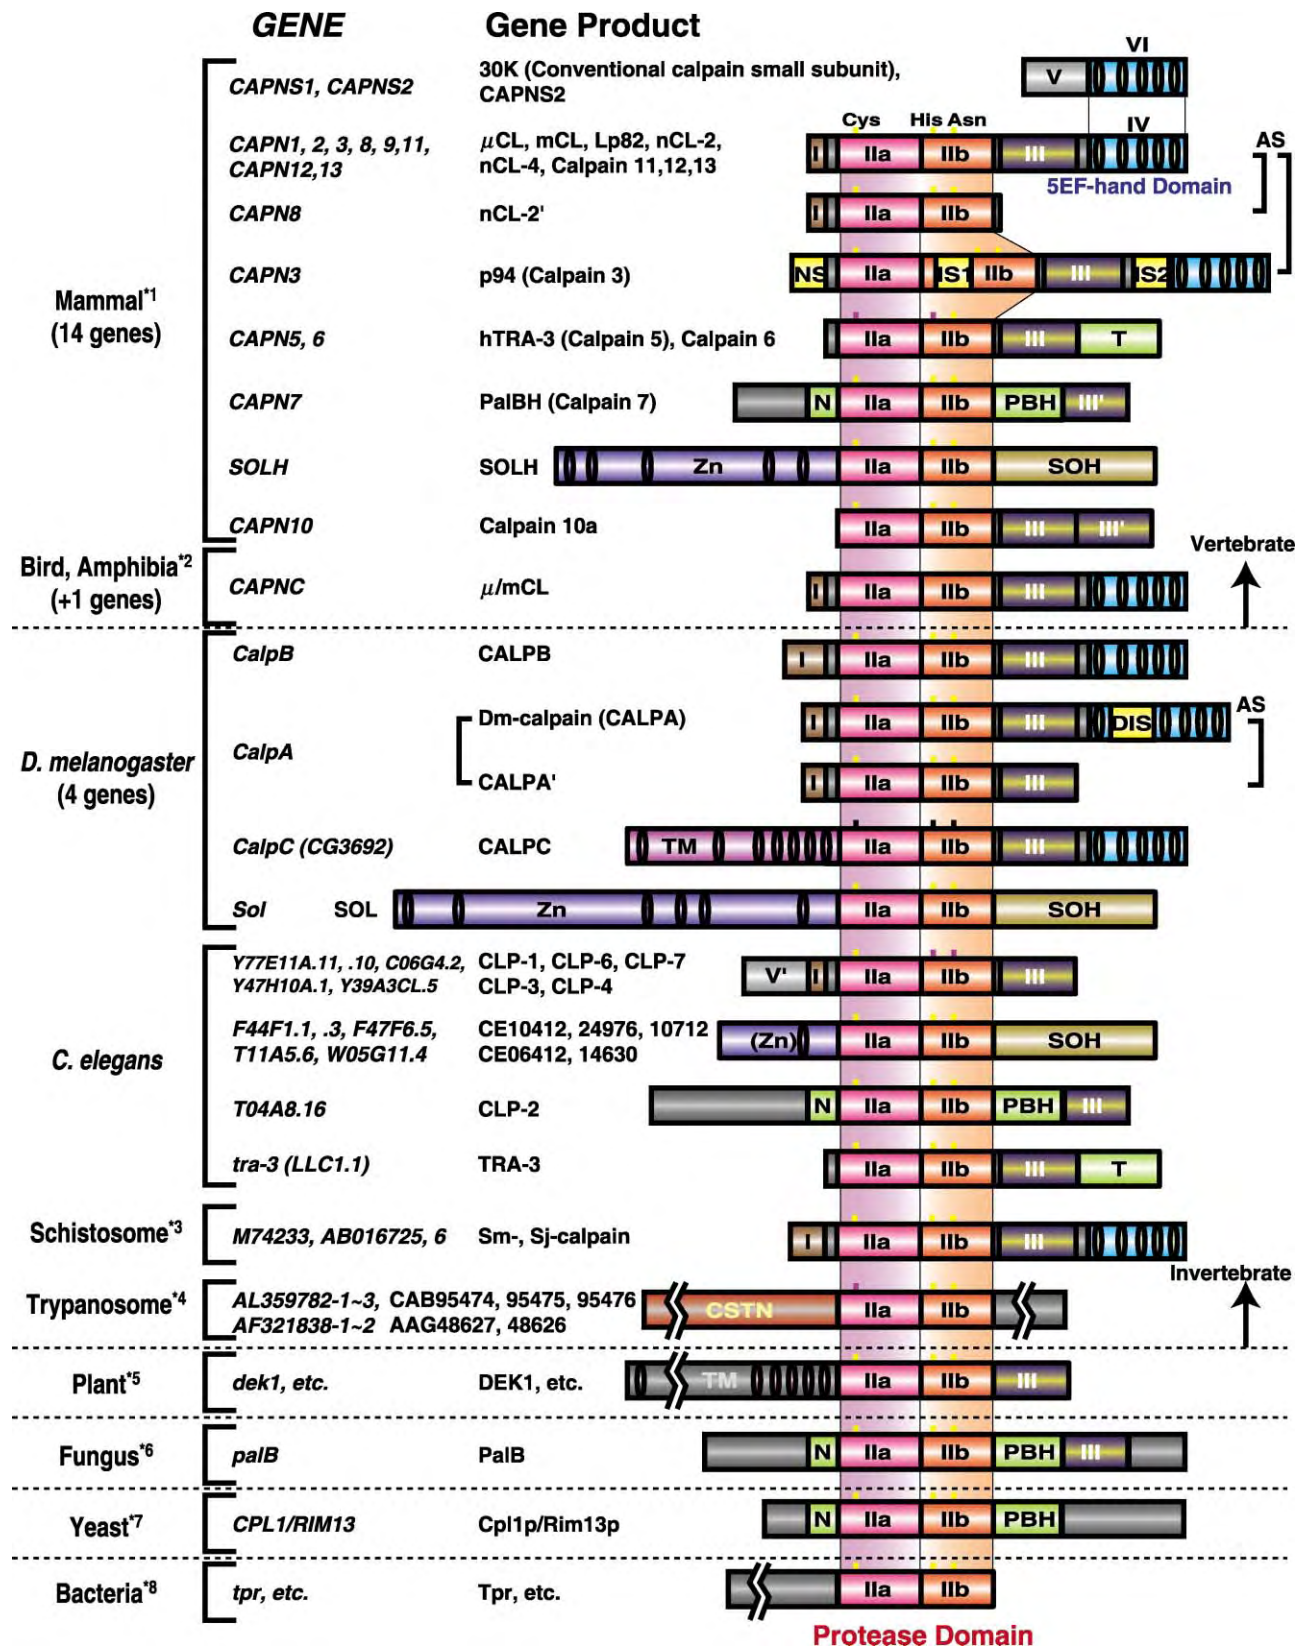 GENE Gene Product
VI
30K (Conventional calpain small subunit), V
CAPNS1, CAPNS2
CAPNS2
Cys His Asn IV
CAPN1, 2, 3, 8, 9,11, μCL, mCL, Lp82, nCL-2, I IIa IIb III AS
CAPN12,13 nCL-4, Calpain 11,12,13
5EF-hand Domain
CAPN8 nCL-2' I IIa IIb
CAPN3 p94 (Calpain 3) NS IIa IS1 IIb III IS2
Mammal*1
(14 genes)
CAPN5, 6 hTRA-3 (Calpain 5), Calpain 6 IIa IIb III T
CAPN7 PalBH (Calpain 7) N IIa IIb PBH III'
SOLH SOLH Zn IIa IIb SOH
CAPN10 Calpain 10a IIa IIb III III'
Vertebrate
Bird, Amphibia*2
(+1 genes)
CAPNC μ/mCL I IIa IIb III
CalpB CALPB I IIa IIb III
Dm-calpain (CALPA) I IIa IIb III DIS AS
CalpA
D. melanogaster
(4 genes)
CALPA' I IIa IIb III
CalpC (CG3692) CALPC TM IIa IIb III
Sol SOL Zn IIa IIb SOH
Y77E11A.11, .10, C06G4.2, CLP-1, CLP-6, CLP-7 V' I IIa IIb III
Y47H10A.1, Y39A3CL.5 CLP-3, CLP-4
F44F1.1, .3, F47F6.5, CE10412, 24976, 10712 (Zn) IIa IIb SOH
T11A5.6, W05G11.4 CE06412, 14630
C. elegans
T04A8.16 CLP-2 N IIa IIb PBH III
tra-3 (LLC1.1) TRA-3 IIa IIb III T
Schistosome*3 M74233, AB016725, 6 Sm-, Sj-calpain I IIa IIb III
Invertebrate
Trypanosome*4 AL359782-1~3, CAB95474, 95475, 95476 CSTN IIa IIb
AF321838-1~2 AAG48627, 48626
Plant*5 dek1, etc. DEK1, etc. TM IIa IIb III
Fungus*6 palB PalB N IIa IIb PBH III
Yeast*7 CPL1/RIM13 Cpl1p/Rim13p N IIa IIb PBH
Bacteria*8 tpr, etc. Tpr, etc. IIa IIb
Protease Domain